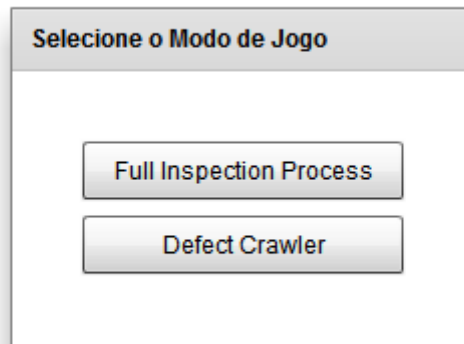 Selecione o Modo de Jogo
Full Inspection Process
Defect Crawler